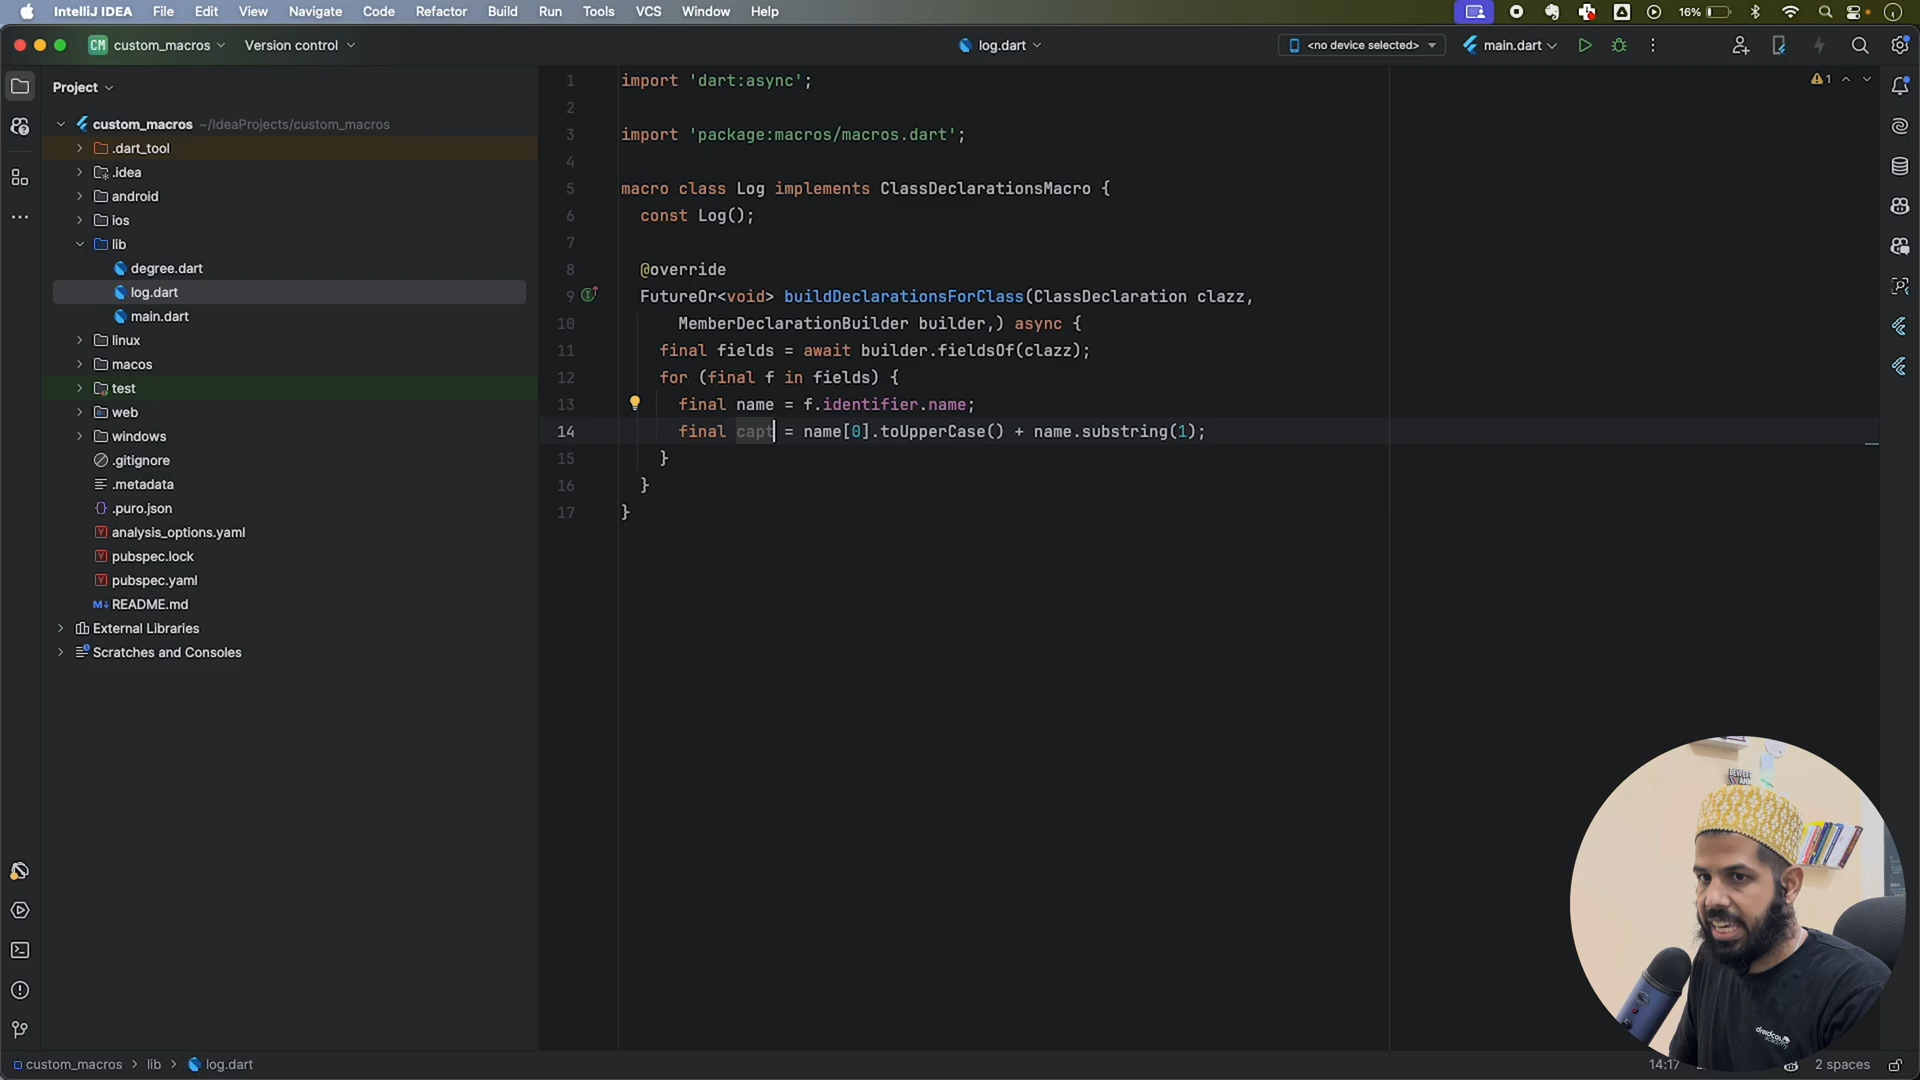 IntelliJ IDEA File Edit View Navigate Code Refactor Build Run Tools VCS Window Help 16%
CM custom_macros Version control log.dart <no device selected> main.dart
Project
custom_macros ~/IdeaProjects/custom_macros
.dart_tool
.idea
android
ios
lib
degree.dart
log.dart
main.dart
linux
macos
test
web
windows
.gitignore
.metadata
.puro.json
analysis_options.yaml
pubspec.lock
pubspec.yaml
README.md
External Libraries
Scratches and Consoles
1 import 'dart:async'; 1
2
3 import 'package:macros/macros.dart';
4
5 macro class Log implements ClassDeclarationsMacro {
6 const Log();
7
8 @override
9 FutureOr<void> buildDeclarationsForClass(ClassDeclaration clazz,
10 MemberDeclarationBuilder builder,) async {
11 final fields = await builder.fieldsOf(clazz);
12 for (final f in fields) {
13 final name = f.identifier.name;
14 final capt = name[0].toUpperCase() + name.substring(1);
15 }
16 }
17 }
droidcon
academy
custom_macros > lib > log.dart 14:17 2 spaces